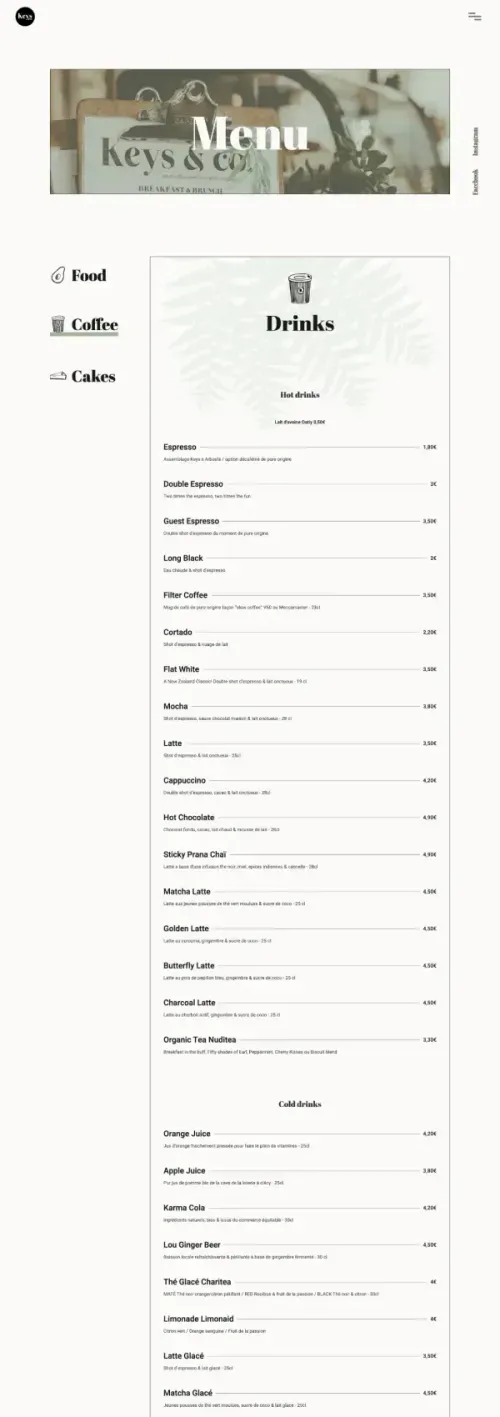 Keys
Menu
Keys & co.
BREAKFAST & BRUNCH
Instagram
Facebook
Food
Coffee
Cakes
Drinks
Hot drinks
Lait d'avoine Oatly 0,50€
Espresso 1,80€
Assemblage Keys x Arborls / option décaféiné de pure origine
Double Espresso 2€
Two times the espresso, two times the fun
Guest Espresso 3,50€
Double shot d'espresso du moment de pure origine
Long Black 2€
Eau chaude & shot d'espresso
Filter Coffee 3,50€
Mug de café de pure origine façon "slow coffee"
Cortado 2,20€
Shot d'espresso & nuage de lait
Flat White 3,50€
A New Zealand Classic! Double shot d'espresso & lait onctueux - 19 cl
Mocha 3,80€
Shot d'espresso, sauce chocolat maison & lait onctueux - 25 cl
Latte 3,50€
Shot d'espresso & lait onctueux - 25cl
Cappuccino 4,20€
Double shot d'espresso, cacao & lait onctueux - 25cl
Hot Chocolate 4,90€
Chocolat fondu, cacao, lait chaud & mousse de lait - 25cl
Sticky Prana Chaï 4,90€
Latte à base d'une infusion thé noir, miel, épices indiennes & cannelle - 25cl
Matcha Latte 4,50€
Latte aux jeunes pousses de thé vert moulues & sucre de coco - 25 cl
Golden Latte 4,50€
Latte au curcuma, gingembre & sucre de coco - 25 cl
Butterfly Latte 4,50€
Latte au pois de papillon bleu, gingembre & sucre de coco - 25 cl
Charcoal Latte 4,50€
Latte au charbon actif, gingembre & sucre de coco - 25 cl
Organic Tea Nuditea 3,30€
Breakfast in the buff, Fifty shades of Earl, Peppermint, Cherry Kisses ou Biscuit blend
Cold drinks
Orange Juice 4,20€
Jus d'orange fraîchement pressée pour faire le plein de vitamines - 25cl
Apple Juice 3,80€
Pur jus de pomme bio de la cave de la loaere à cléry - 25cl
Karma Cola 4,20€
Ingrédients naturels, bio & issus du commerce équitable - 33cl
Lou Ginger Beer 4,50€
Boisson locale rafraîchissante & pétillante à base de gingembre fermenté - 33 cl
Thé Glacé Charitea 4€
MATÉ Thé noir orange/citron pétillant / RED Rooibos & fruit de la passion / BLACK Thé noir & citron - 33cl
Limonade Limonaid 4€
Citron vert / Orange sanguine / Fruit de la passion
Latte Glacé 3,50€
Shot d'espresso & lait glacé - 25cl
Matcha Glacé 4,50€
Jeunes pousses de thé vert moulues, sucre de coco & lait glacé - 25cl